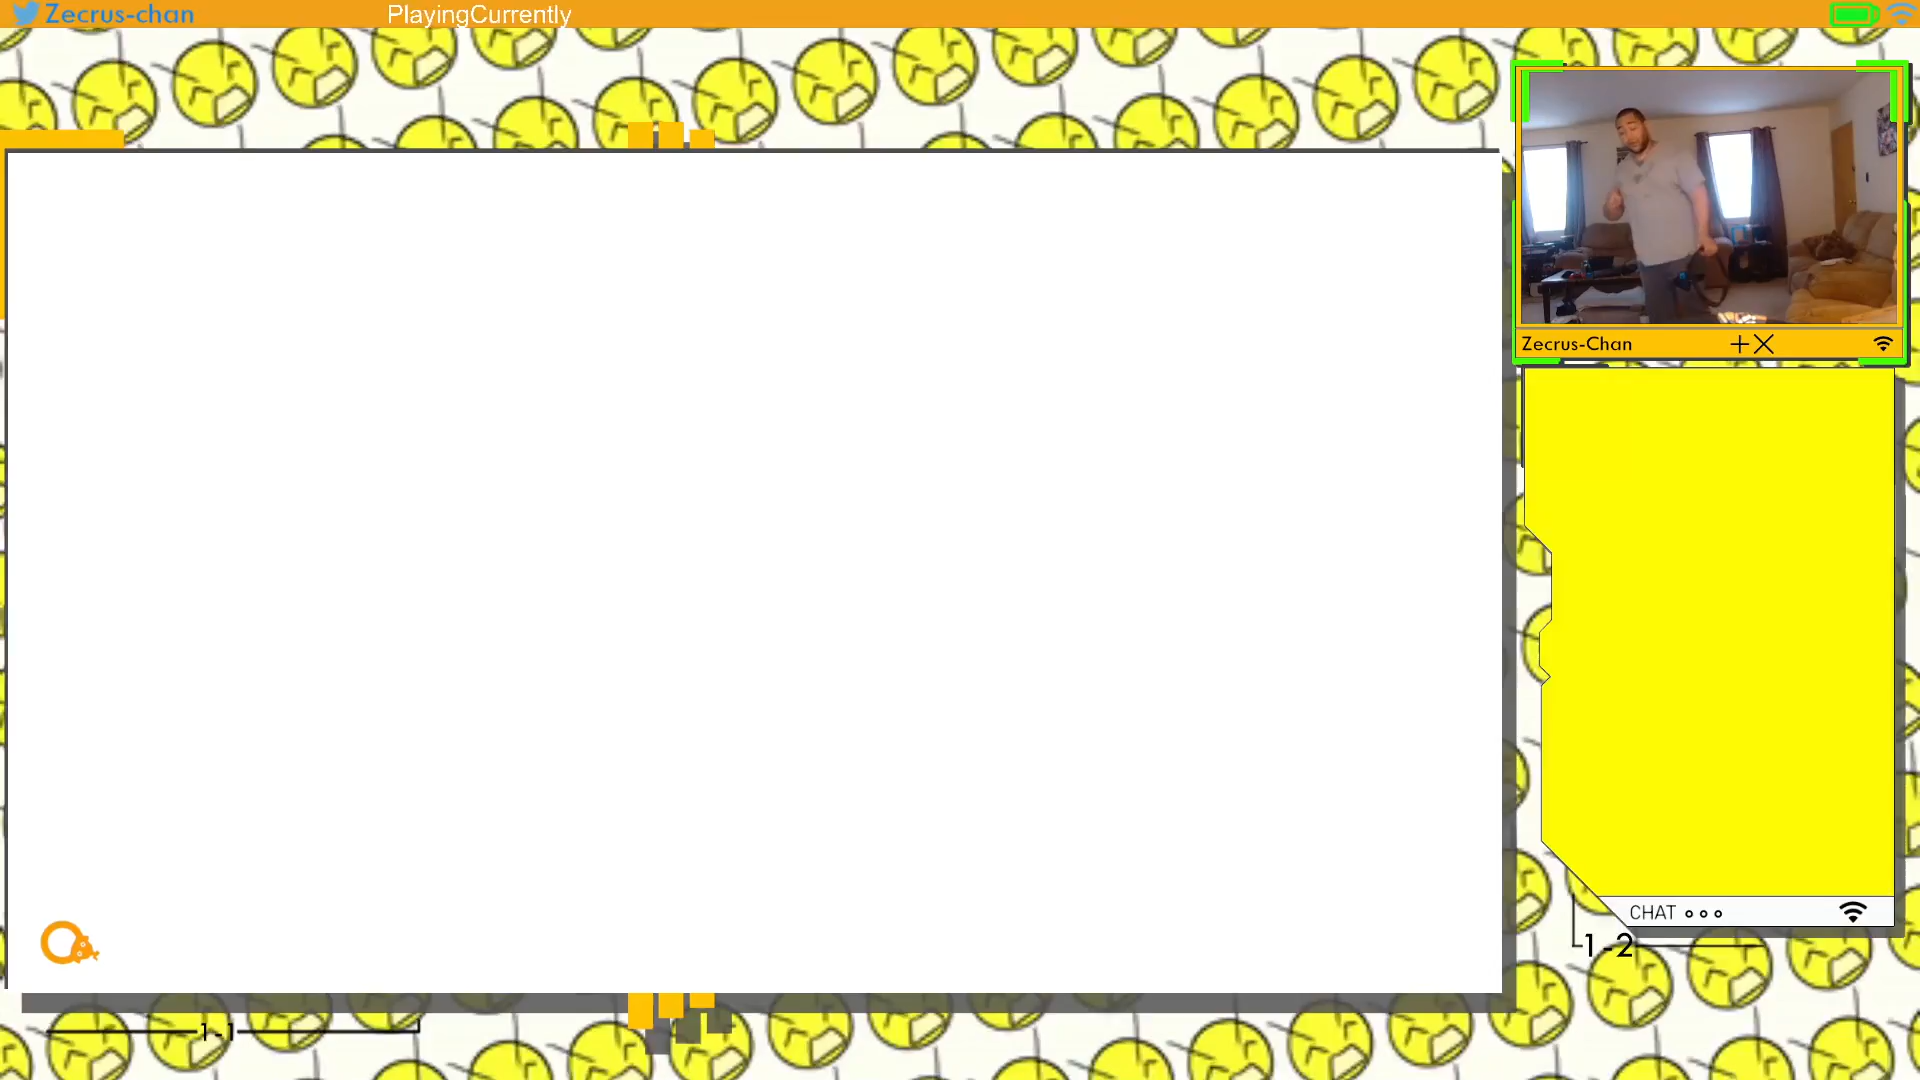 Zecrus-chan
PlayingCurrently
Zecrus-Chan
CHAT
1-2
1-1